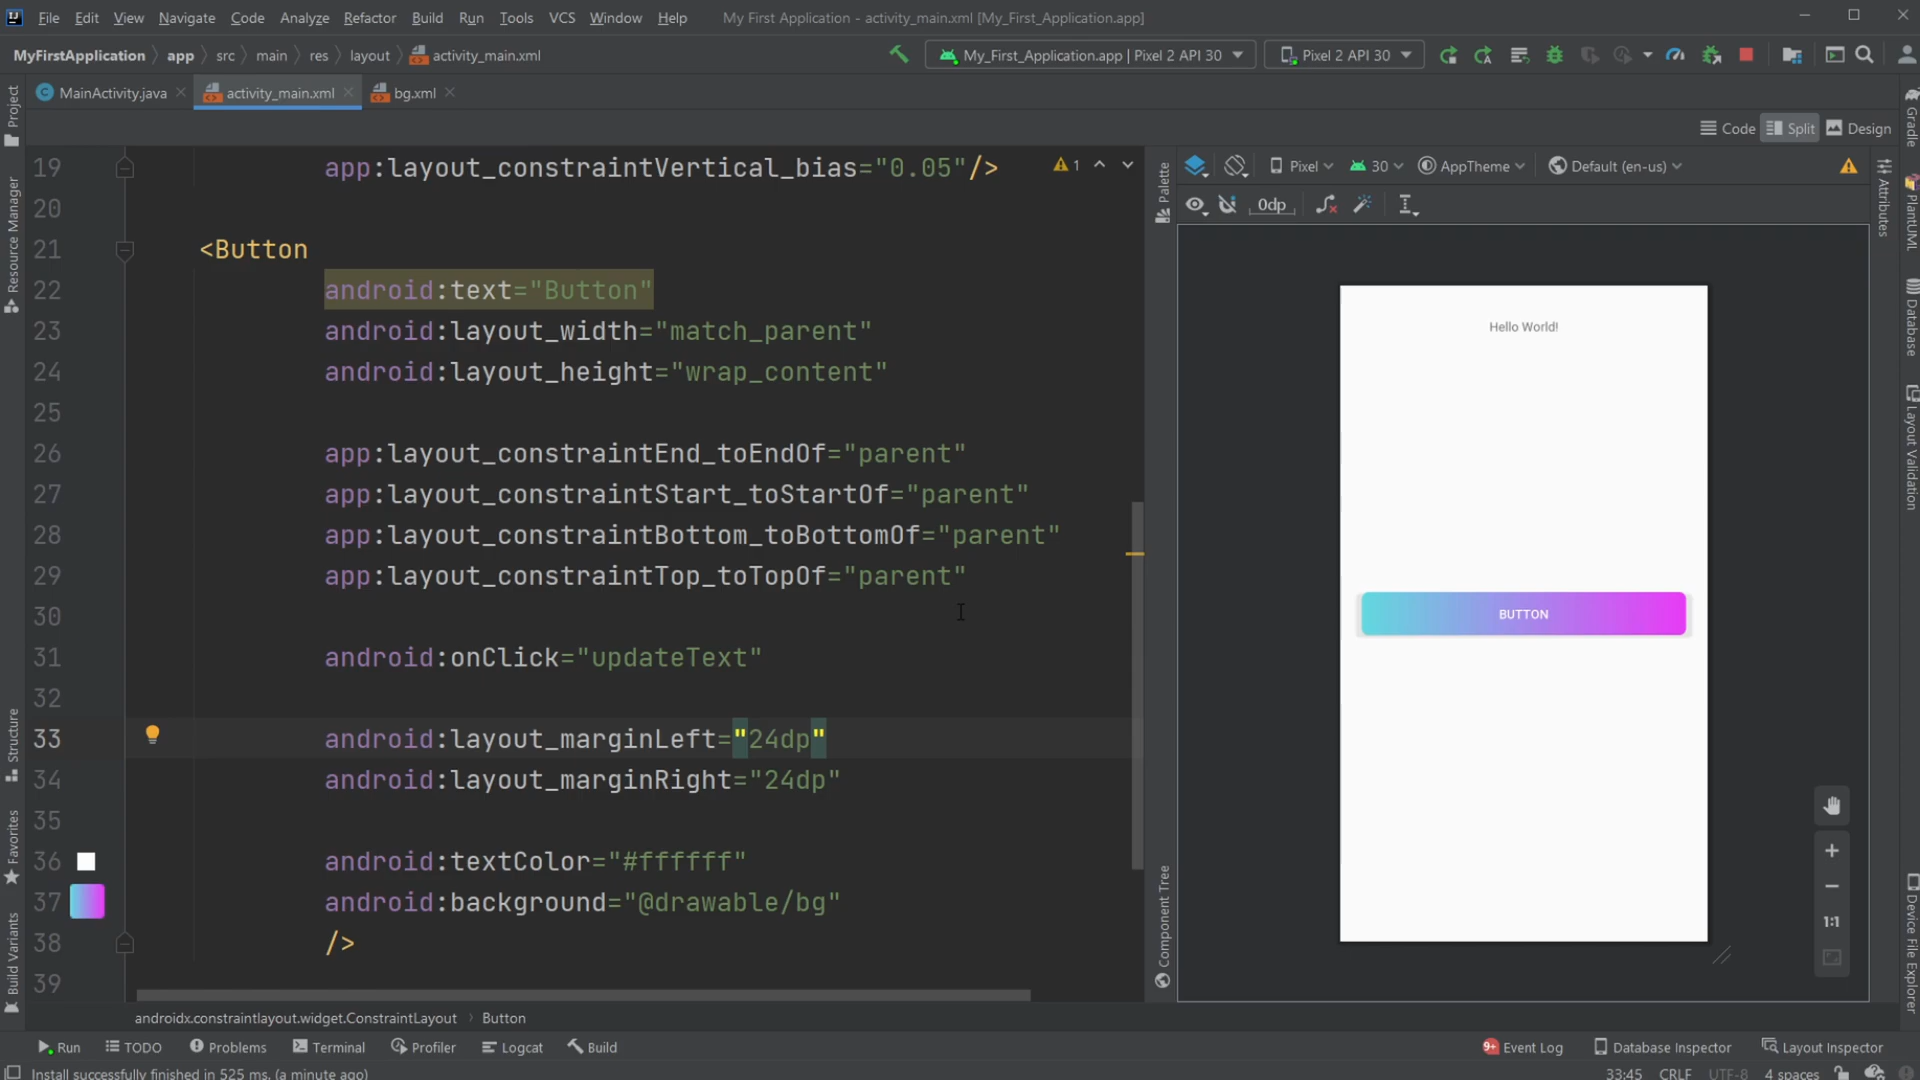 File Edit View Navigate Code Analyze Refactor Build Run Tools VCS Window Help My First Application - activity_main.xml [My_First_Application.app]
MyFirstApplication app src main res layout activity_main.xml My_First_Application.app | Pixel 2 API 30 Pixel 2 API 30
MainActivity.java activity_main.xml bg.xml
Code Split Design
19 app:layout_constraintVertical_bias="0.05"/> 1
20
21 <Button
22 android:text="Button"
23 android:layout_width="match_parent"
24 android:layout_height="wrap_content"
25
26 app:layout_constraintEnd_toEndOf="parent"
27 app:layout_constraintStart_toStartOf="parent"
28 app:layout_constraintBottom_toBottomOf="parent"
29 app:layout_constraintTop_toTopOf="parent"
30
31 android:onClick="updateText"
32
33 android:layout_marginLeft="24dp"
34 android:layout_marginRight="24dp"
35
36 android:textColor="#ffffff"
37 android:background="@drawable/bg"
38 />
39
Pixel 30 AppTheme Default (en-us)
0dp
Hello World!
BUTTON
1:1
Project
Resource Manager
Structure
Favorites
Build Variants
Palette
Component Tree
Attributes
Gradle
PlantUML
Database
Layout Validation
Device File Explorer
androidx.constraintlayout.widget.ConstraintLayout Button
Run TODO Problems Terminal Profiler Logcat Build 9+ Event Log Database Inspector Layout Inspector
Install successfully finished in 525 ms. (a minute ago) 33:45 CRLF UTF-8 4 spaces